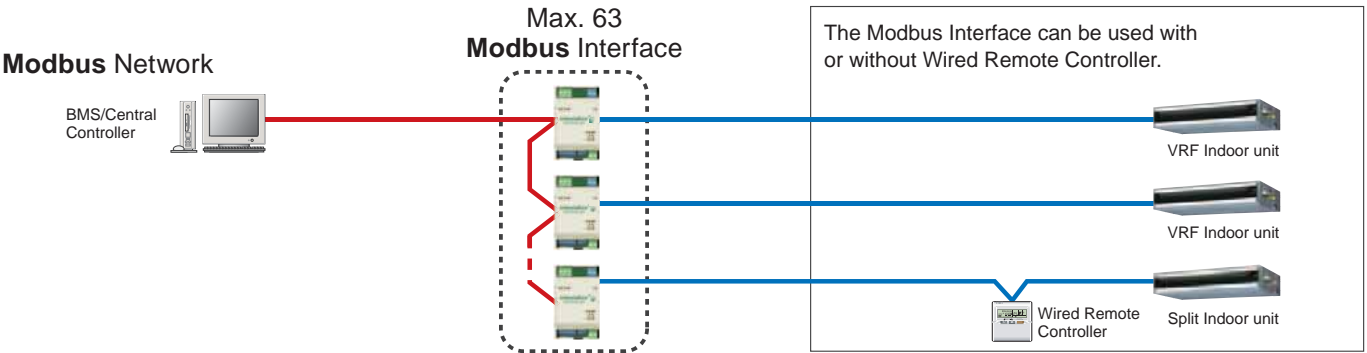 Max. 63
Modbus Interface
Modbus Network
BMS/Central
Controller
The Modbus Interface can be used with
or without Wired Remote Controller.
VRF Indoor unit
VRF Indoor unit
Wired Remote
Controller
Split Indoor unit